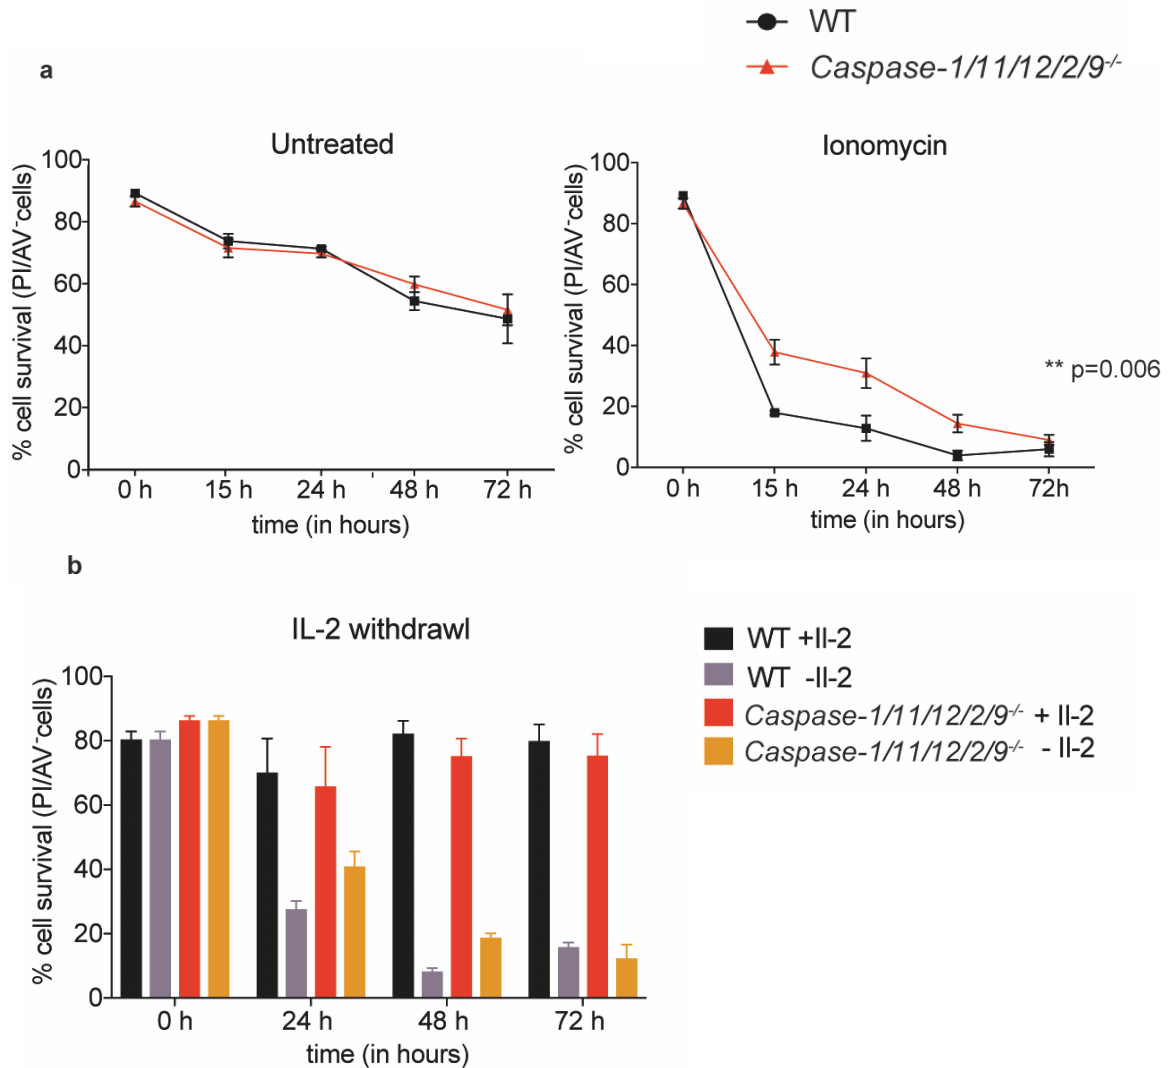 WT
Caspase-1/11/12/2/9-/-
a
Untreated
% cell survival (PI/AV-cells)
100
80
60
40
20
0
0 h 15 h 24 h 48 h 72 h
time (in hours)
Ionomycin
% cell survival (PI/AV-cells)
100
80
60
40
20
0
0 h 15 h 24 h 48 h 72h
time (in hours)
** p=0.006
b
IL-2 withdrawl
% cell survival (PI/AV-cells)
100
80
60
40
20
0
0 h 24 h 48 h 72 h
time (in hours)
WT +Il-2
WT -Il-2
Caspase-1/11/12/2/9-/- + Il-2
Caspase-1/11/12/2/9-/- - Il-2